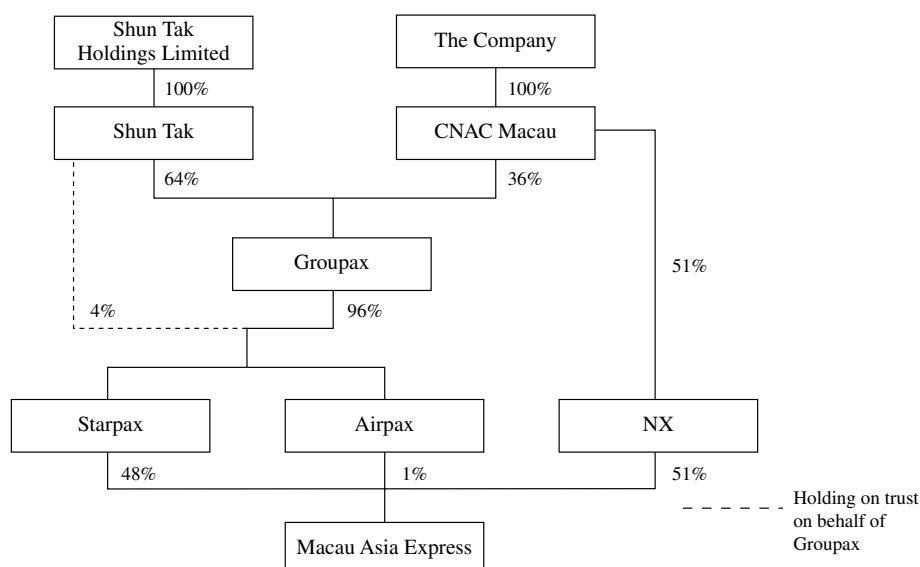 Shun Tak
Holdings Limited
The Company
100%
100%
Shun Tak
CNAC Macau
64%
36%
Groupax
51%
4%
96%
Starpax
Airpax
NX
48%
1%
51%
Holding on trust
on behalf of
Groupax
Macau Asia Express